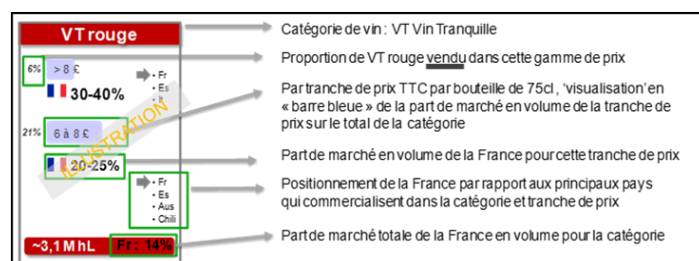 VT rouge
6%
> 8 £
Fr
Es
It
30-40%
21%
6 à 8 £
20-25%
Fr
Es
Aus
Chili
~3,1 M hL
Fr : 14%
ILLUSTRATION
Catégorie de vin : VT Vin Tranquille
Proportion de VT rouge vendu dans cette gamme de prix
Par tranche de prix TTC par bouteille de 75cl, ‘visualisation’ en
« barre bleue » de la part de marché en volume de la tranche de
prix sur le total de la catégorie
Part de marché en volume de la France pour cette tranche de prix
Positionnement de la France par rapport aux principaux pays
qui commercialisent dans la catégorie et tranche de prix
Part de marché totale de la France en volume pour la catégorie